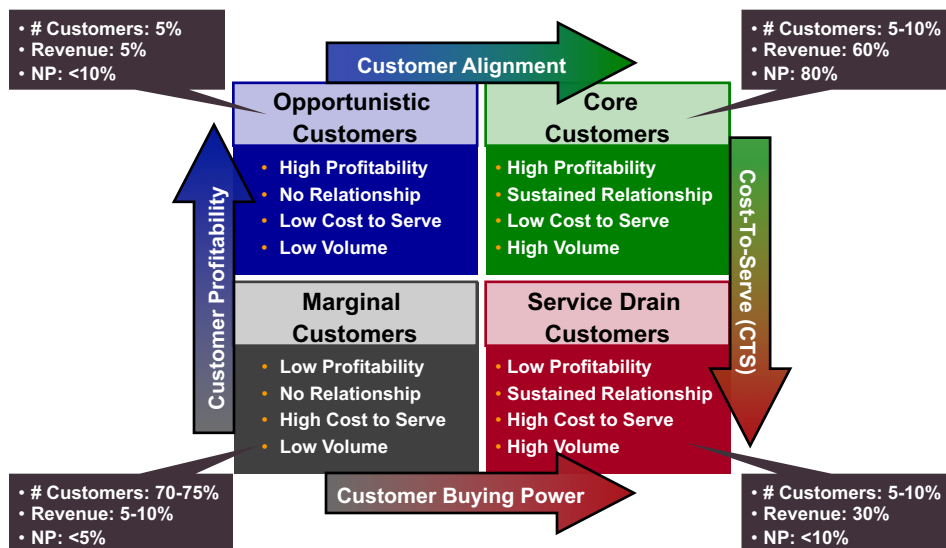 • # Customers: 5%
• Revenue: 5%
• NP: <10%
Customer Alignment
• # Customers: 5-10%
• Revenue: 60%
• NP: 80%
Opportunistic
Customers
• High Profitability
• No Relationship
• Low Cost to Serve
• Low Volume
Core
Customers
• High Profitability
• Sustained Relationship
• Low Cost to Serve
• High Volume
Customer Profitability
Cost-To-Serve (CTS)
Marginal
Customers
• Low Profitability
• No Relationship
• High Cost to Serve
• Low Volume
Service Drain
Customers
• Low Profitability
• Sustained Relationship
• High Cost to Serve
• High Volume
• # Customers: 70-75%
• Revenue: 5-10%
• NP: <5%
Customer Buying Power
• # Customers: 5-10%
• Revenue: 30%
• NP: <10%